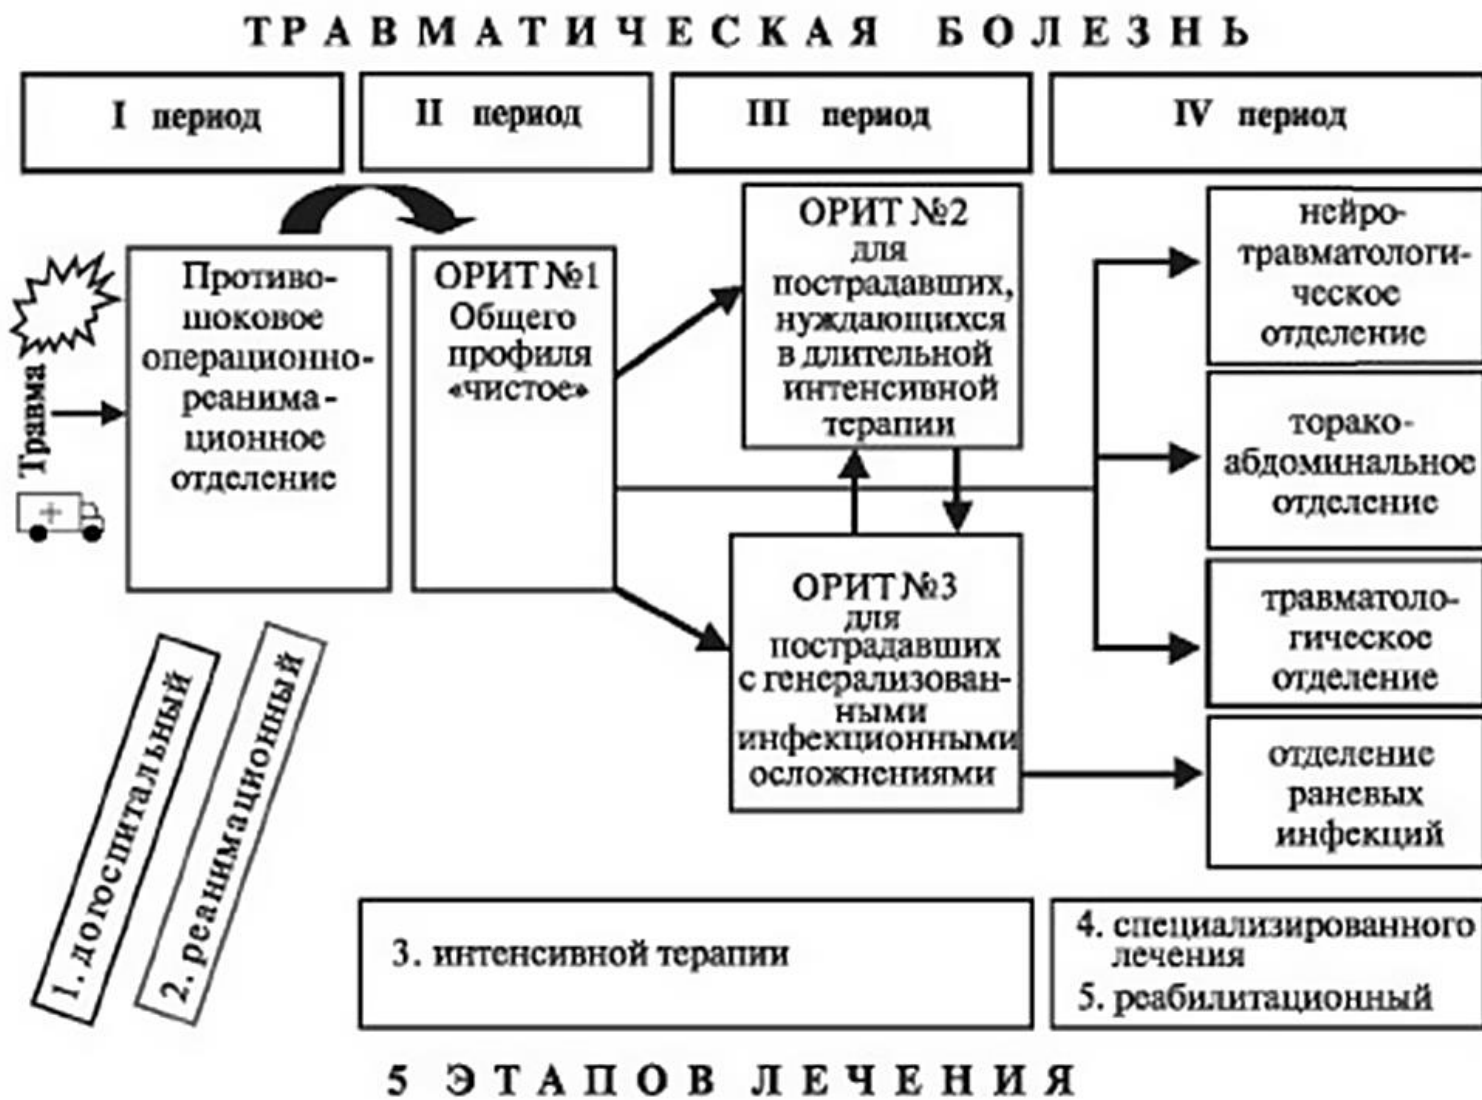 ТРАВМАТИЧЕСКАЯ БОЛЕЗНЬ
I период
II период
III период
IV период
Травма
Противо-
шоковое
операционно-
реанима-
ционное
отделение
ОРИТ №1
Общего
профиля
«чистое»
ОРИТ №2
для
пострадавших,
нуждающихся
в длительной
интенсивной
терапии
ОРИТ №3
для
пострадавших
с генерализован-
ными
инфекционными
осложнениями
нейро-
травматологи-
ческое
отделение
торако-
абдоминальное
отделение
травматоло-
гическое
отделение
отделение
раневых
инфекций
1. догоспитальный
2. реанимационный
3. интенсивной терапии
4. специализированного
лечения
5. реабилитационный
5 ЭТАПОВ ЛЕЧЕНИЯ